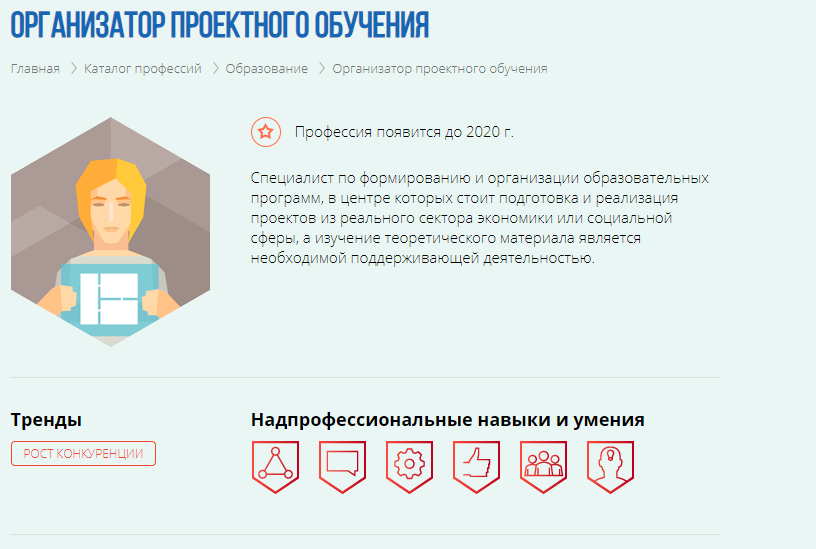 ОРГАНИЗАТОР ПРОЕКТНОГО ОБУЧЕНИЯ
Главная > Каталог профессий > Образование > Организатор проектного обучения
Профессия появится до 2020 г.
Специалист по формированию и организации образовательных
программ, в центре которых стоит подготовка и реализация
проектов из реального сектора экономики или социальной
сферы, а изучение теоретического материала является
необходимой поддерживающей деятельностью.
Тренды
РОСТ КОНКУРЕНЦИИ
Надпрофессиональные навыки и умения